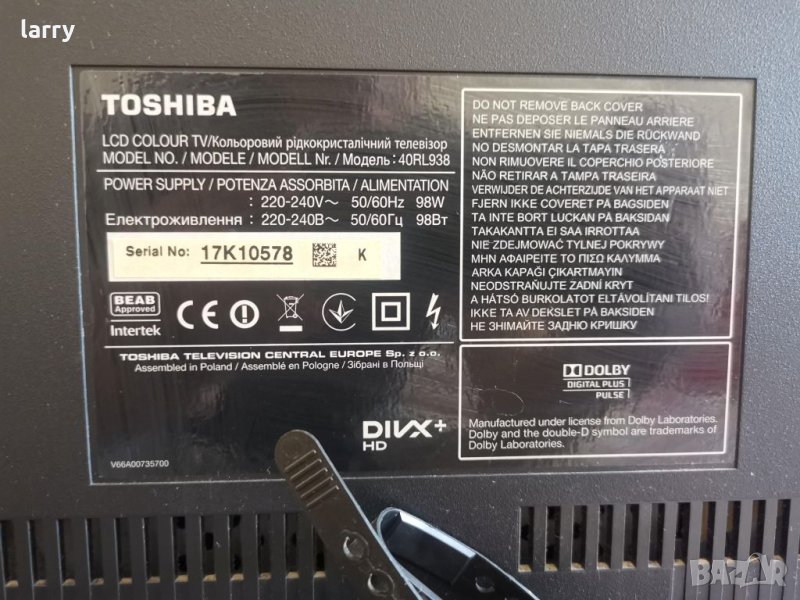 larry
TOSHIBA
LCD COLOUR TV/Кольоровий рідкокристалічний телевізор
MODEL NO. / MODELE / MODELL Nr. / Модель: 40RL938
POWER SUPPLY / POTENZA ASSORBITA / ALIMENTATION
: 220-240V～ 50/60Hz 98W
Електроживлення : 220-240В～ 50/60Гц 98Вт
Serial No: 17K10578 K
BEAB
Approved
Intertek
CE
TOSHIBA TELEVISION CENTRAL EUROPE Sp. z o.o.
Assembled in Poland / Assemblé en Pologne / Зібрані в Польщі
DIVX+
HD
V66A00735700
DO NOT REMOVE BACK COVER
NE PAS DEPOSER LE PANNEAU ARRIERE
ENTFERNEN SIE NIEMALS DIE RÜCKWAND
NO DESMONTAR LA TAPA TRASERA
NON RIMUOVERE IL COPERCHIO POSTERIORE
NÃO RETIRAR A TAMPA TRASEIRA
VERWIJDER DE ACHTERZIJDE VAN HET APPARAAT NIET
FJERN IKKE COVERET PÅ BAGSIDEN
TA INTE BORT LUCKAN PÅ BAKSIDAN
TAKAKANTTA EI SAA IRROTTAA
NIE ZDEJMOWAĆ TYLNEJ POKRYWY
ΜΗΝ ΑΦΑΙΡΕΙΤΕ ΤΟ ΠΙΣΩ ΚΑΛΥΜΜΑ
ARKA KAPAĞI ÇIKARTMAYIN
NEODSTRAŇUJTE ZADNÍ KRYT
A HÁTSÓ BURKOLATOT ELTÁVOLÍTANI TILOS!
IKKE TA AV DEKSLET PÅ BAKSIDEN
НЕ ЗНІМАЙТЕ ЗАДНЮ КРИШКУ
DOLBY
DIGITAL PLUS
PULSE
Manufactured under license from Dolby Laboratories.
Dolby and the double-D symbol are trademarks of
Dolby Laboratories.
BAZAR